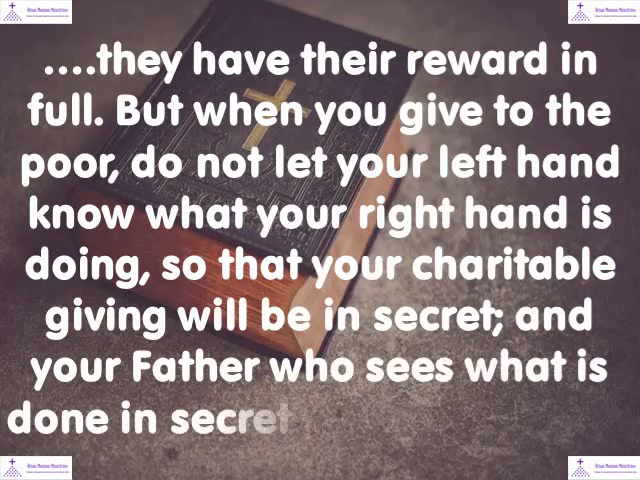 ....they have their reward in
full. But when you give to the
poor, do not let your left hand
know what your right hand is
doing, so that your charitable
giving will be in secret; and
your Father who sees what is
done in secret